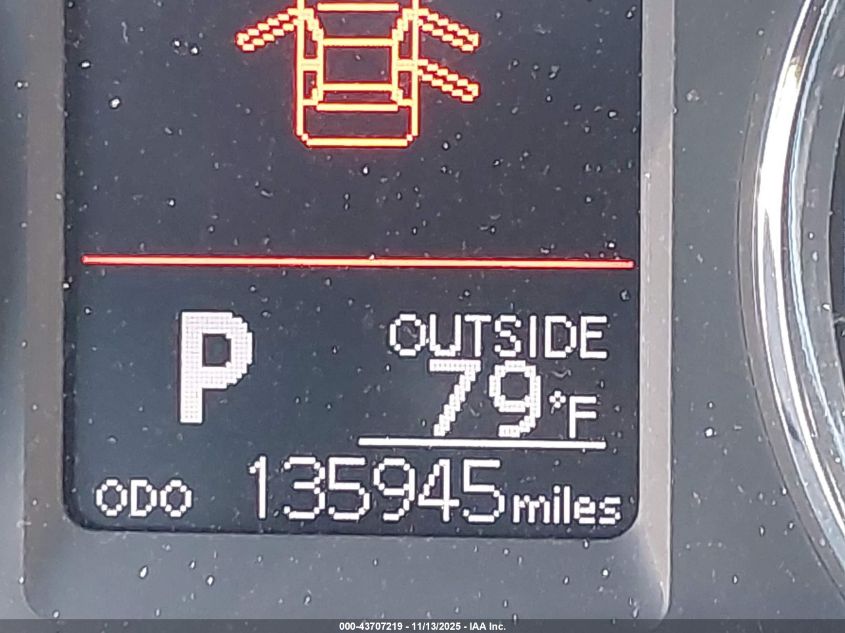 P
OUTSIDE
79°F
ODO 135945 miles
000-43707219 - 11/13/2025 - IAA Inc.